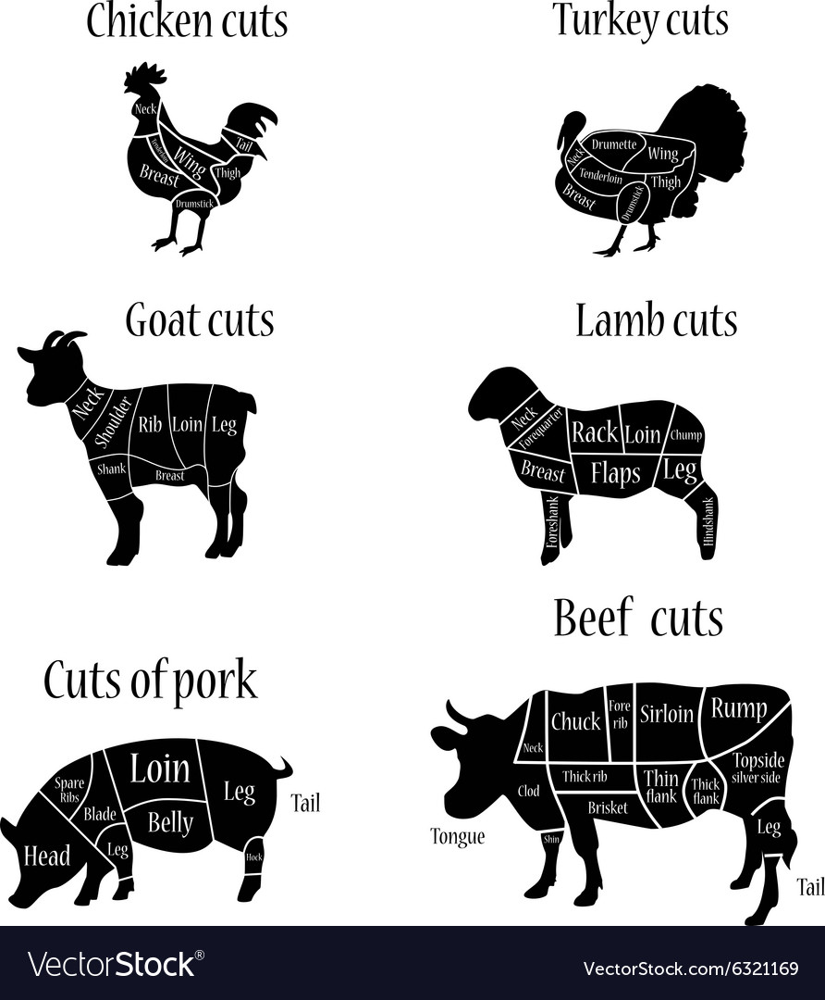 Chicken cuts
Neck
Tenderloin
Wing
Breast
Tail
Thigh
Drumstick
Turkey cuts
Neck
Drumette
Wing
Tenderloin
Thigh
Breast
Drumstick
Goat cuts
Neck
Shoulder
Rib
Loin
Leg
Shank
Breast
Lamb cuts
Neck
Forequarter
Rack
Loin
Chump
Breast
Flaps
Leg
Foreshank
Hindshank
Cuts of pork
Spare
Ribs
Loin
Leg
Tail
Blade
Belly
Head
Leg
Hock
Beef cuts
Neck
Chuck
Fore
rib
Sirloin
Rump
Clod
Thick rib
Brisket
Thin
flank
Thick
flank
Topside
silver side
Leg
Shin
Tongue
Tail
VectorStock®
VectorStock.com/6321169